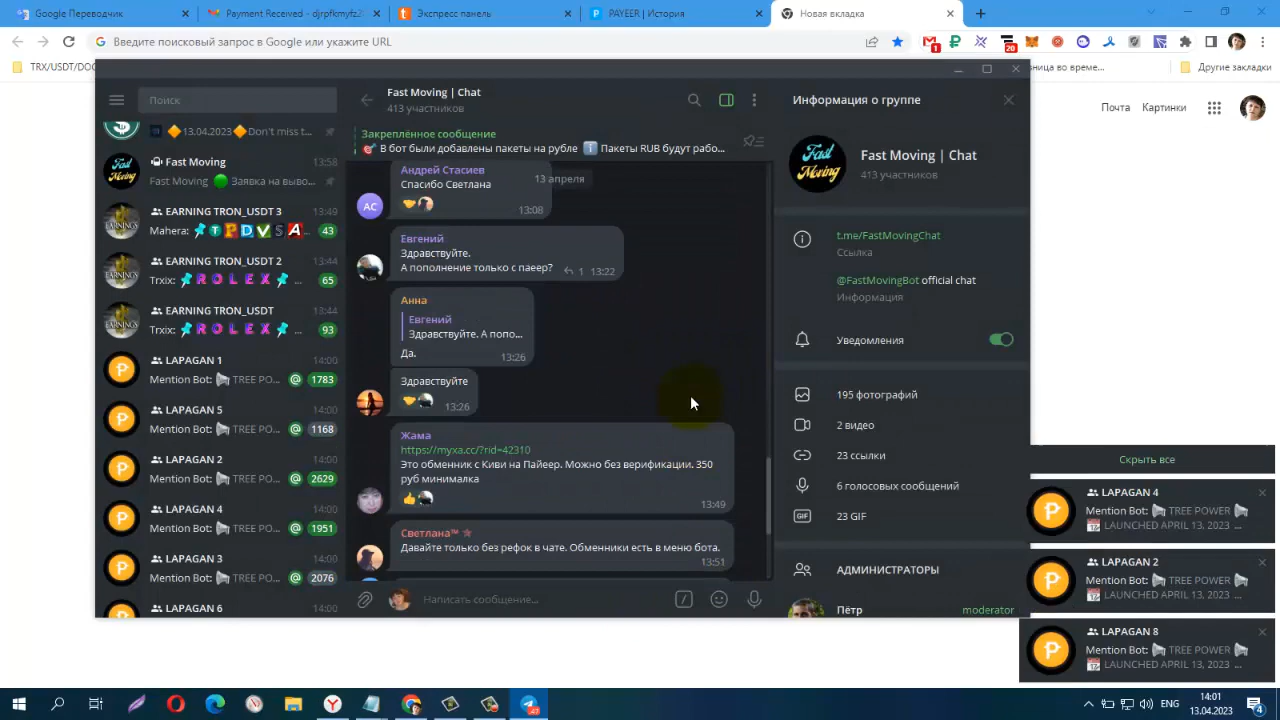 Google Переводчик
Payment Received - djrpfkmyfz2
Экспресс панель
PAYEER | История
Новая вкладка
Введите поисковый запрос в Google или укажите URL
1
20
TRX/USDT/DOG
зница во време...
Другие закладки
Почта
Картинки
Поиск
13.04.2023 Don't miss t...
Fast Moving
13:58
Fast Moving Заявка на выво...
EARNING TRON_USDT 3
13:49
Mahera: T P D V S A...
43
EARNING TRON_USDT 2
13:44
Trxix: R O L E X ...
65
EARNING TRON_USDT
13:44
Trxix: R O L E X ...
93
LAPAGAN 1
14:00
Mention Bot: TREE PO...
@ 1783
LAPAGAN 5
14:00
Mention Bot: TREE PO...
@ 1168
LAPAGAN 2
14:00
Mention Bot: TREE PO...
@ 2629
LAPAGAN 4
14:00
Mention Bot: TREE PO...
@ 1951
LAPAGAN 3
14:00
Mention Bot: TREE PO...
@ 2076
LAPAGAN 6
14:00
Fast Moving | Chat
413 участников
Закреплённое сообщение
В бот были добавлены пакеты на рубле Пакеты RUB будут рабо...
13 апреля
Андрей Стасиев
Спасибо Светлана
13:08
АС
Евгений
Здравствуйте.
А пополнение только с паеер?
1 13:22
Анна
Евгений
Здравствуйте. А попо...
Да.
13:26
Здравствуйте
13:26
Жама
https://myxa.cc/?rid=42310
Это обменник с Киви на Пайеер. Можно без верификации. 350
руб минималка
13:49
Светлана™
Давайте только без рефок в чате. Обменники есть в меню бота.
13:51
Написать сообщение...
Информация о группе
Fast Moving
Fast Moving | Chat
413 участников
t.me/FastMovingChat
Ссылка
@FastMovingBot official chat
Информация
Уведомления
195 фотографий
2 видео
23 ссылки
6 голосовых сообщений
GIF
23 GIF
АДМИНИСТРАТОРЫ
Пётр
moderator
Скрыть все
LAPAGAN 4
Mention Bot: TREE POWER
LAUNCHED APRIL 13, 2023 ...
LAPAGAN 2
Mention Bot: TREE POWER
LAUNCHED APRIL 13, 2023 ...
LAPAGAN 8
Mention Bot: TREE POWER
LAUNCHED APRIL 13, 2023 ...
ENG
14:01
13.04.2023
4